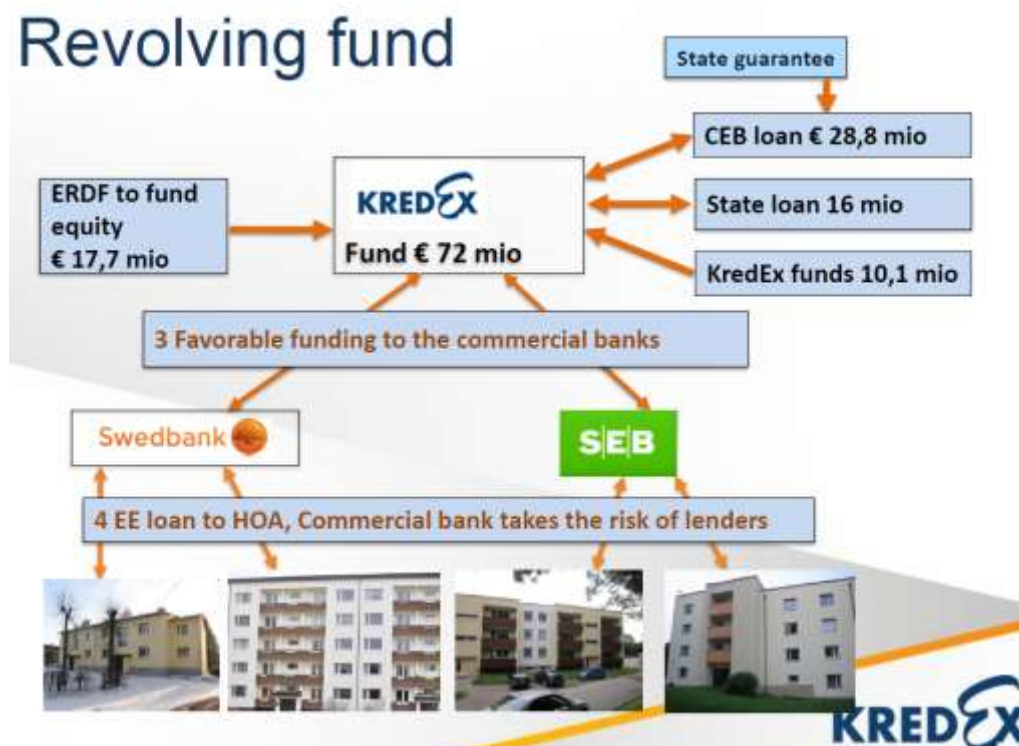 Revolving fund
State guarantee
CEB loan € 28,8 mio
ERDF to fund
equity
€ 17,7 mio
KREDEX
Fund € 72 mio
State loan 16 mio
KredEx funds 10,1 mio
3 Favorable funding to the commercial banks
Swedbank
SEB
4 EE loan to HOA, Commercial bank takes the risk of lenders
KREDEX